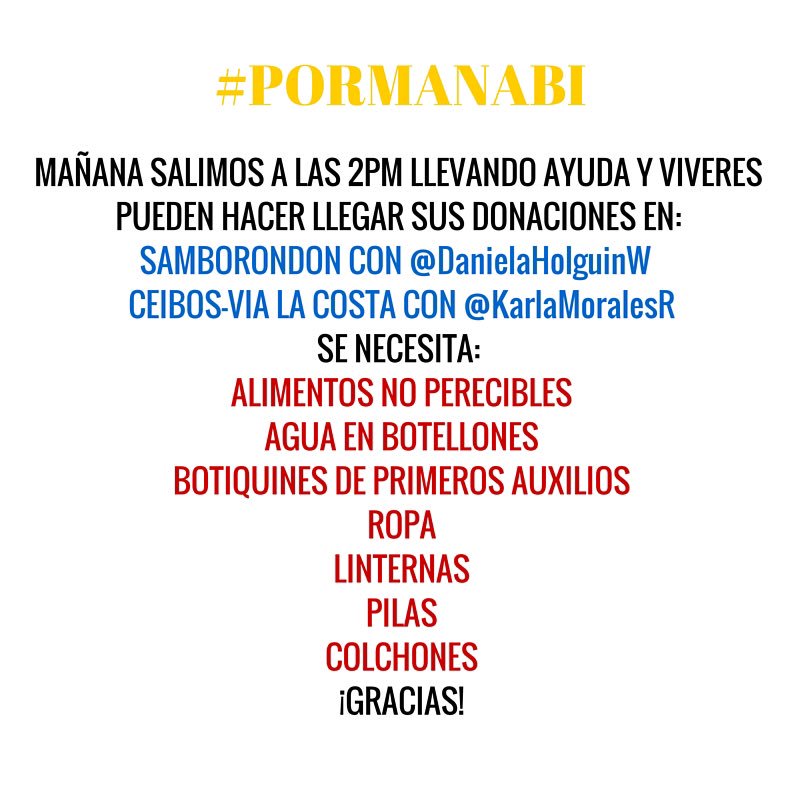 #PORMANABI
MAÑANA SALIMOS A LAS 2PM LLEVANDO AYUDA Y VIVERES
PUEDEN HACER LLEGAR SUS DONACIONES EN:
SAMBORONDON CON @DanielaHolguinW
CEIBOS-VIA LA COSTA CON @KarlaMoralesR
SE NECESITA:
ALIMENTOS NO PERECIBLES
AGUA EN BOTELLONES
BOTIQUINES DE PRIMEROS AUXILIOS
ROPA
LINTERNAS
PILAS
COLCHONES
¡GRACIAS!